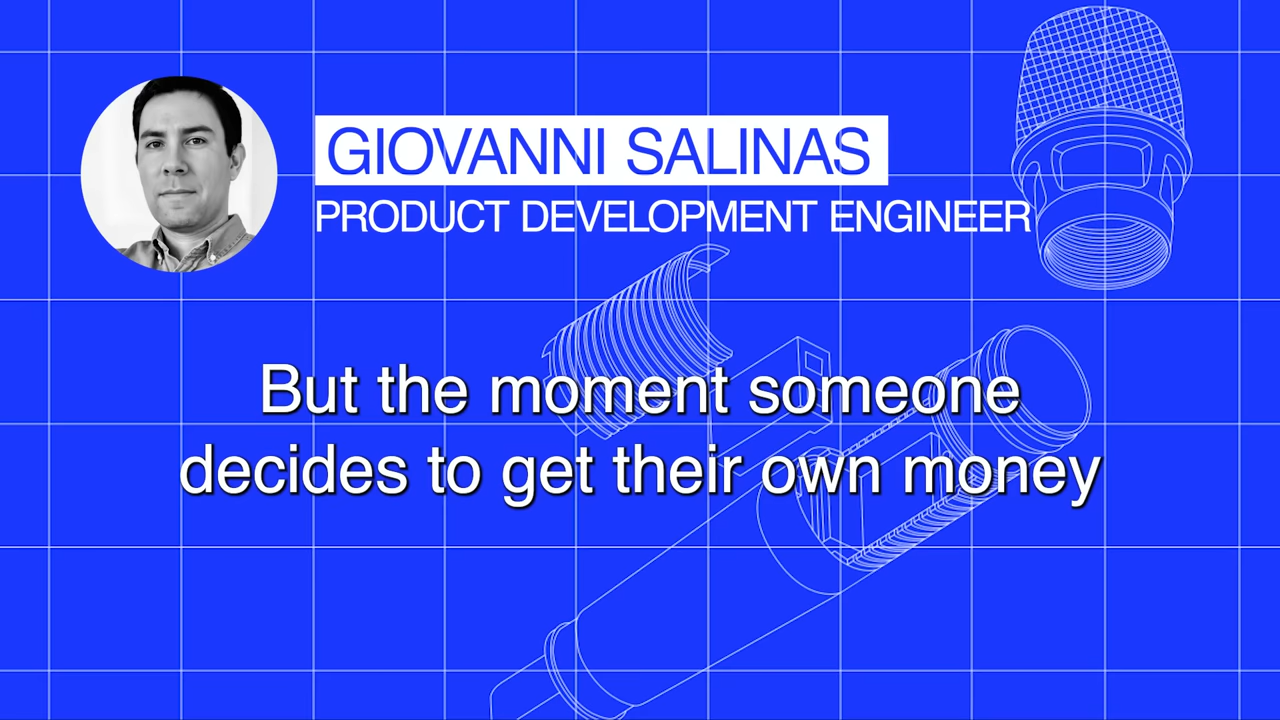 GIOVANNI SALINAS
PRODUCT DEVELOPMENT ENGINEER
But the moment someone
decides to get their own money